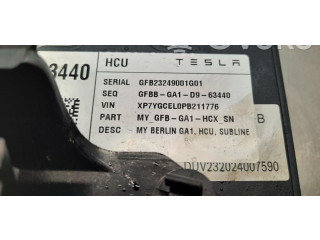 3440
HCU TESLA
SERIAL GFB23249001G01
SEQ GFBB-GA1-D9-63440
VIN XP7YGCEL0PB211776
PART MY_GFB-GA1-HCX_SN B
DESC MY BERLIN GA1, HCU, SUBLINE
DUV232024007590